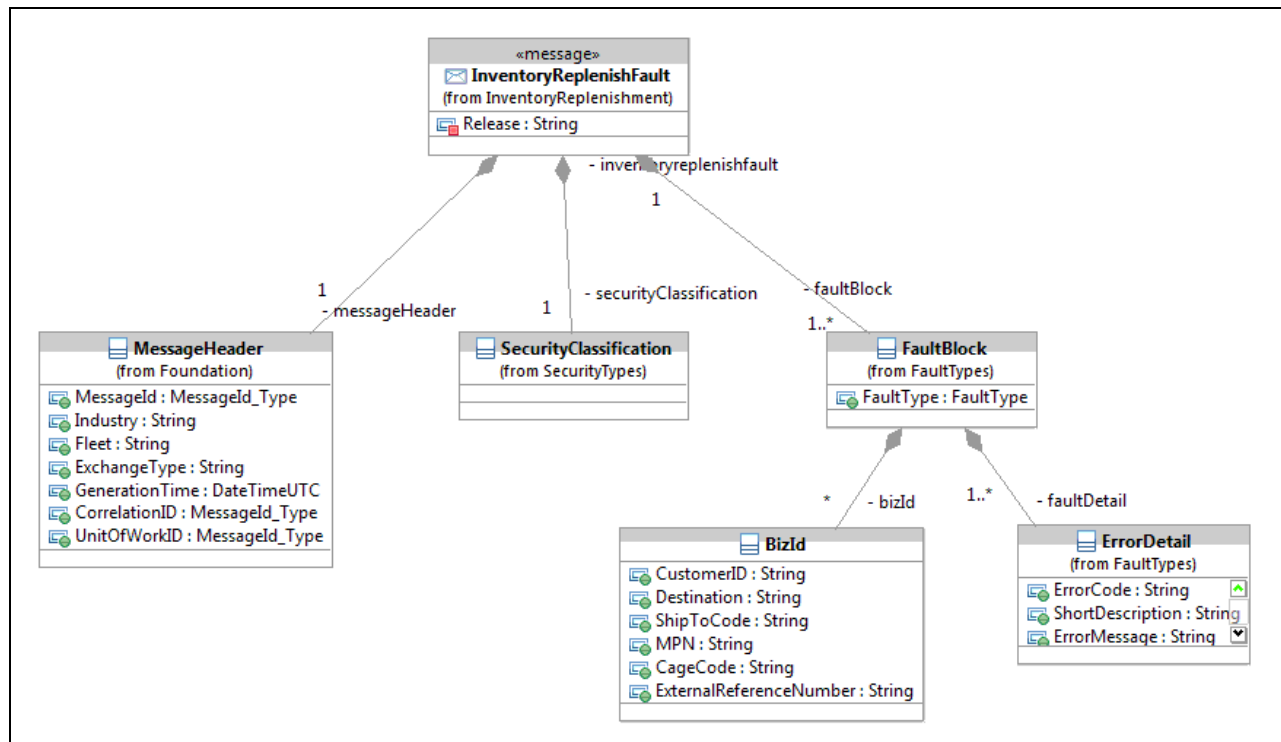 «message»
InventoryReplenishFault
(from InventoryReplenishment)
Release : String
- inventoryreplenishfault
1
1
- messageHeader
- securityClassification
1
- faultBlock
1..*
MessageHeader
(from Foundation)
MessageId : MessageId_Type
Industry : String
Fleet : String
ExchangeType : String
GenerationTime : DateTimeUTC
CorrelationID : MessageId_Type
UnitOfWorkID : MessageId_Type
SecurityClassification
(from SecurityTypes)
FaultBlock
(from FaultTypes)
FaultType : FaultType
*
- bizId
1..*
- faultDetail
BizId
CustomerID : String
Destination : String
ShipToCode : String
MPN : String
CageCode : String
ExternalReferenceNumber : String
ErrorDetail
(from FaultTypes)
ErrorCode : String
ShortDescription : String
ErrorMessage : String